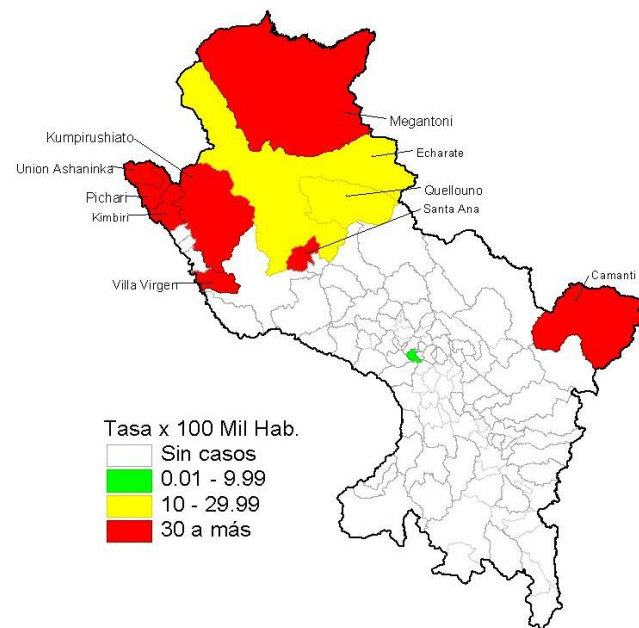 Megantoni
Kumpirushiato
Echarate
Union Ashaninka
Quellouno
Pichari
Santa Ana
Kimbiri
Camanti
Villa Virgen
Tasa x 100 Mil Hab.
Sin casos
0.01 - 9.99
10 - 29.99
30 a más